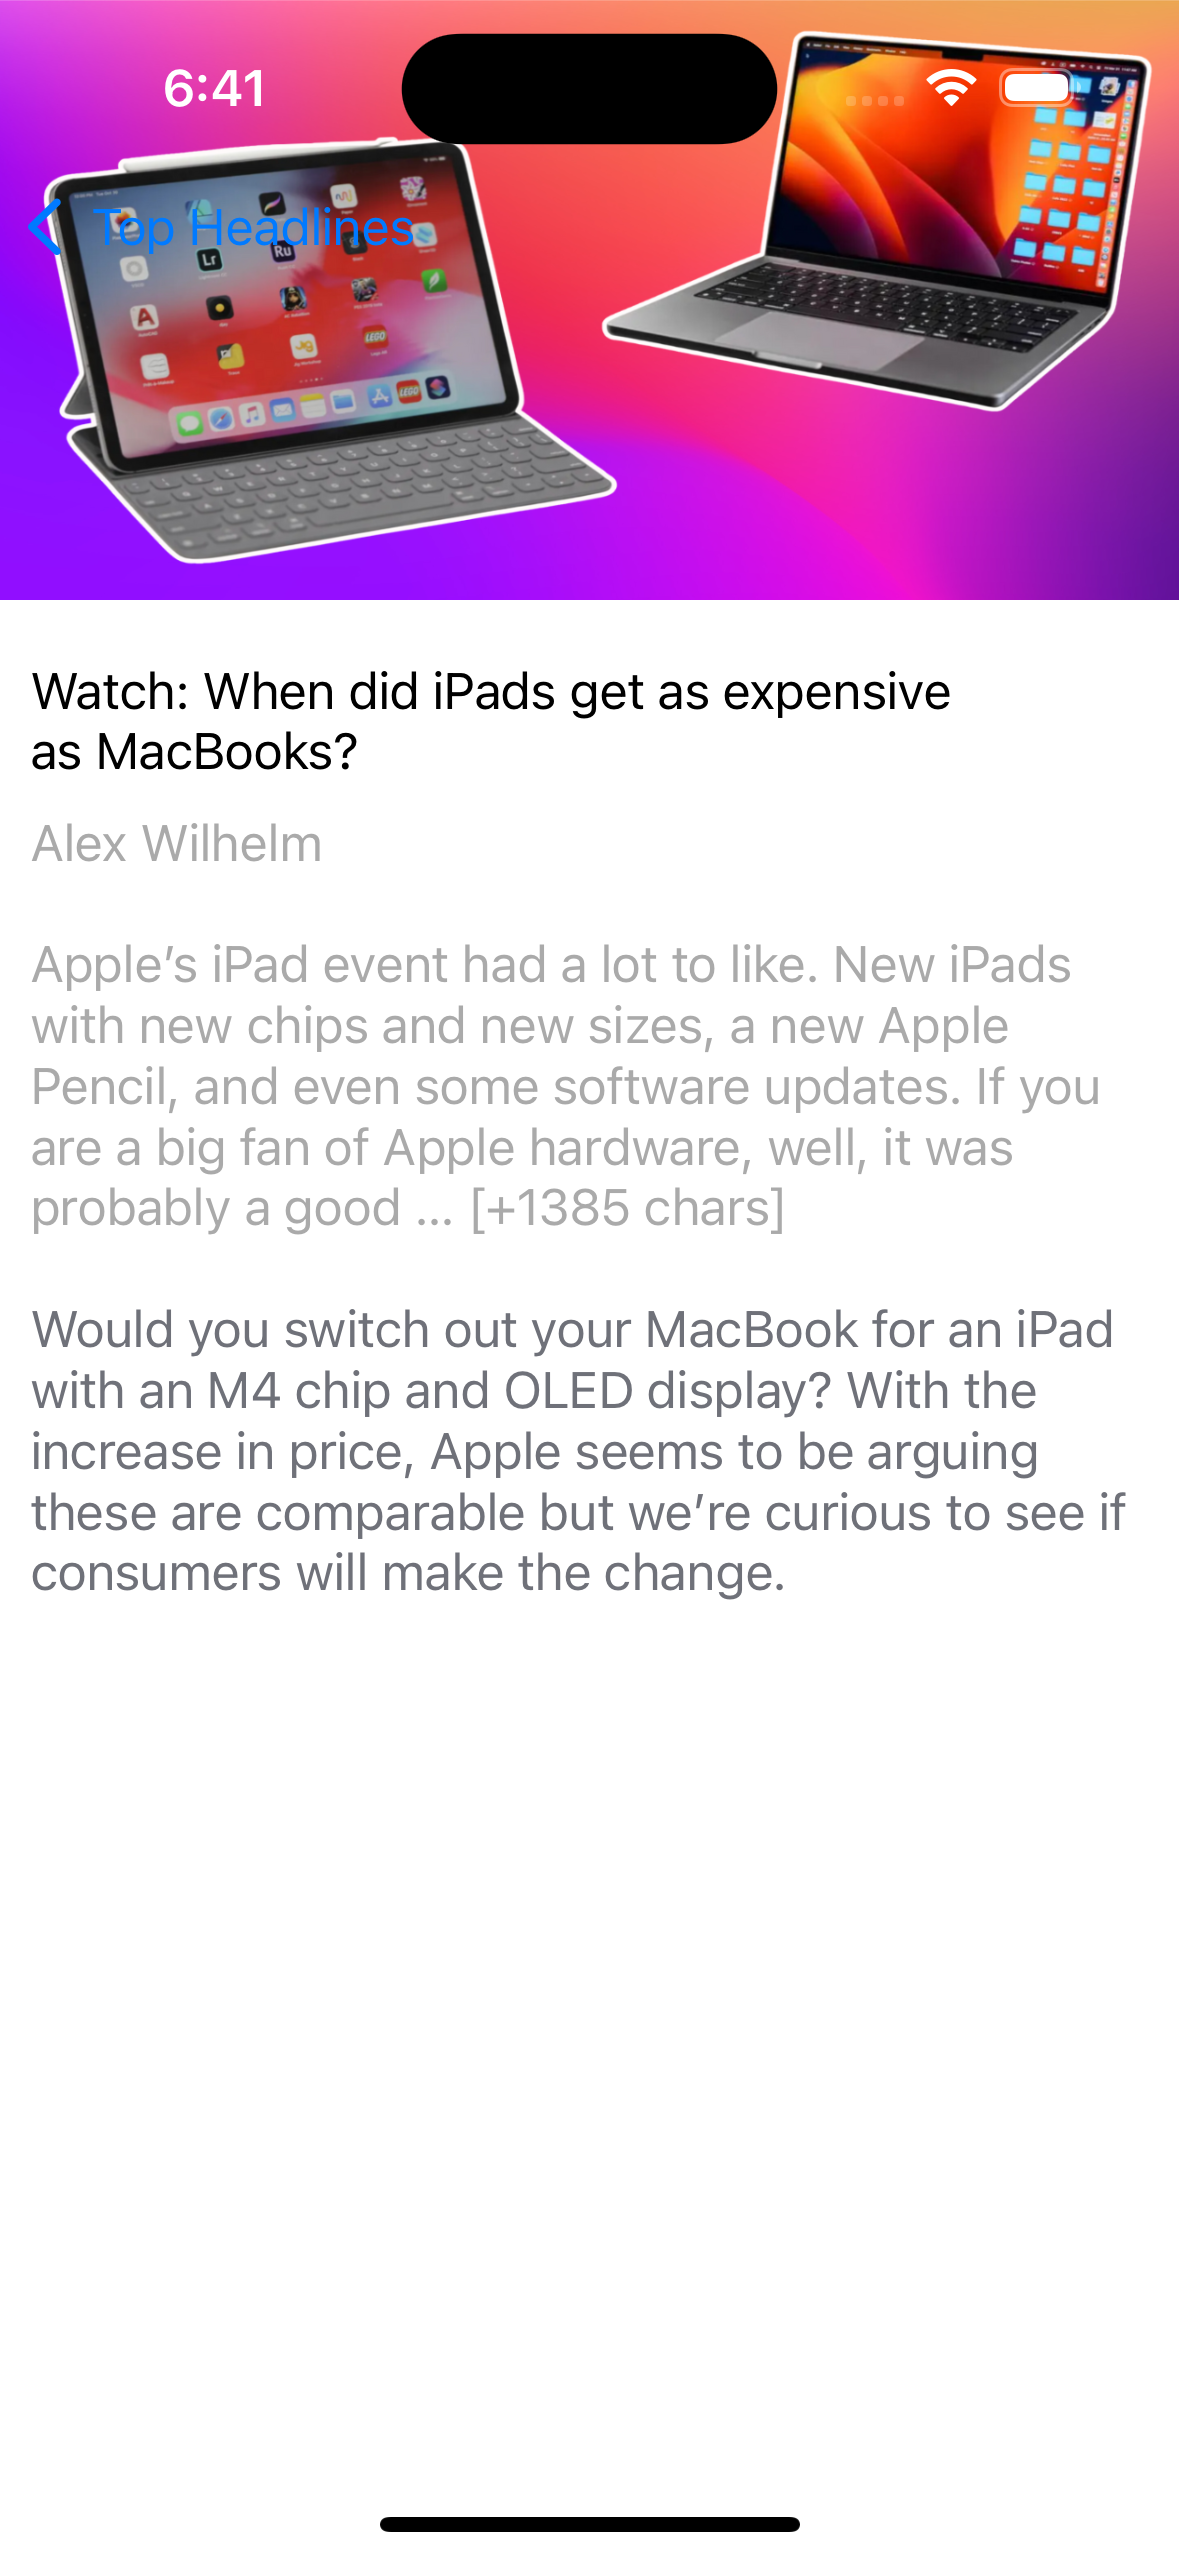 6:41
Top Headlines
Lr
Ru
LEGO
LEGO
Watch: When did iPads get as expensive
as MacBooks?
Alex Wilhelm
Apple’s iPad event had a lot to like. New iPads
with new chips and new sizes, a new Apple
Pencil, and even some software updates. If you
are a big fan of Apple hardware, well, it was
probably a good … [+1385 chars]
Would you switch out your MacBook for an iPad
with an M4 chip and OLED display? With the
increase in price, Apple seems to be arguing
these are comparable but we’re curious to see if
consumers will make the change.